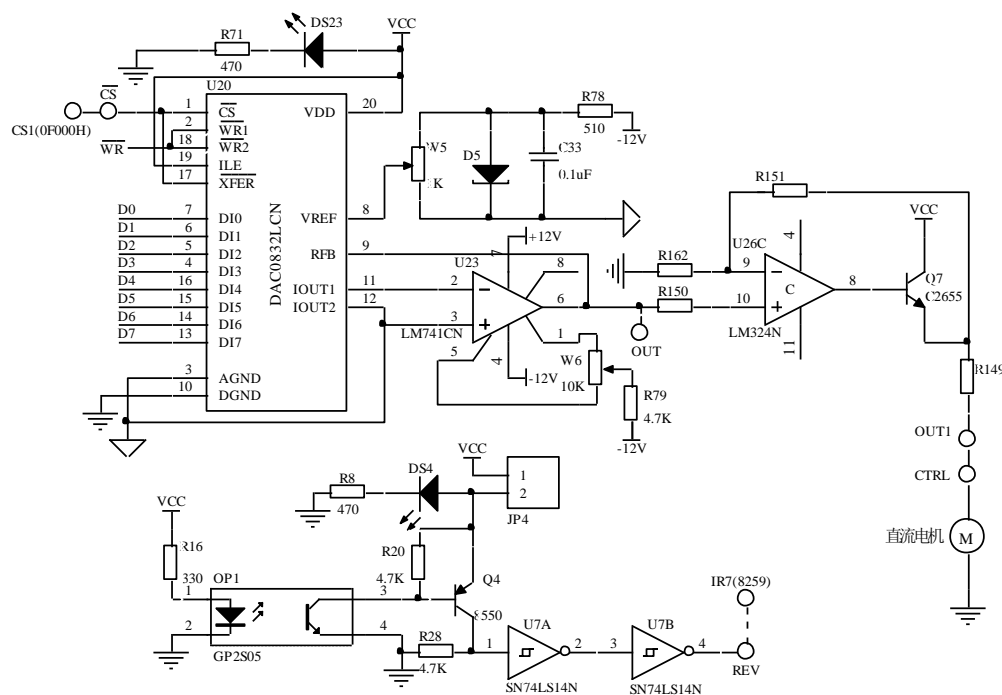 DS23
VCC
R71
470
U20
CS
CS1(0F000H)
1
CS
VDD
20
2
WR1
WR
18
WR2
19
ILE
17
XFER
D0
7
DI0
VREF
8
D1
6
DI1
D2
5
DI2
RFB
9
D3
4
DI3
D4
16
DI4
IOUT1
11
D5
15
DI5
IOUT2
12
D6
14
DI6
D7
13
DI7
3
AGND
10
DGND
DAC0832LCN
W5
1K
D5
C33
0.1uF
R78
510
-12V
+12V
7
U23
8
2
6
3
LM741CN
1
5
4
-12V
W6
10K
R79
4.7K
-12V
OUT
R162
R150
R151
U26C
4
9
C
8
10
LM324N
11
VCC
Q7
C2655
R149
OUT1
CTRL
直流电机
M
VCC
DS4
1
2
JP4
R8
470
VCC
R16
330
OP1
1
2
3
4
GP2S05
R20
4.7K
Q4
8550
R28
4.7K
1
U7A
2
SN74LS14N
3
U7B
4
SN74LS14N
IR7(8259)
REV